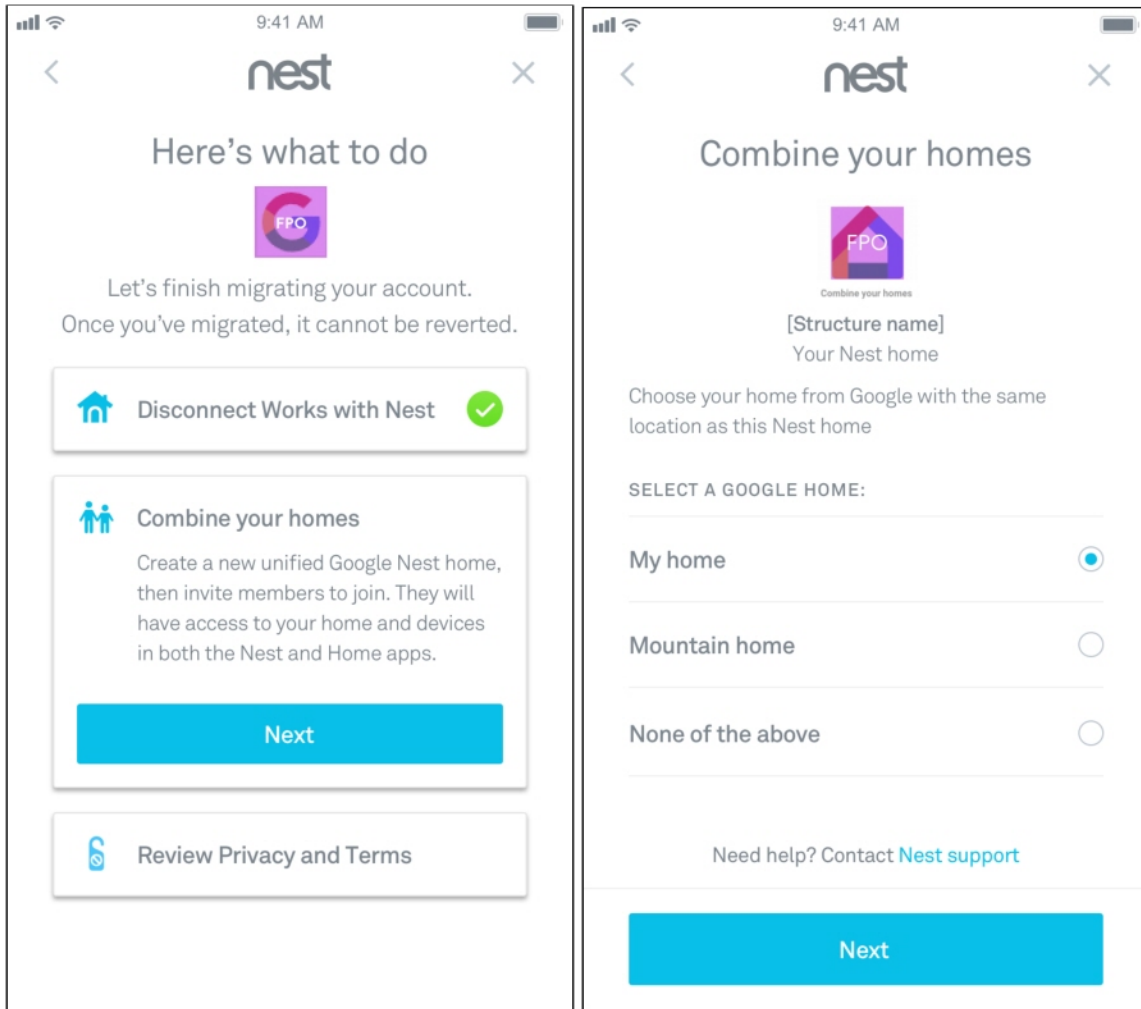 9:41 AM
nest
Here's what to do
FPO
Let's finish migrating your account.
Once you've migrated, it cannot be reverted.
Disconnect Works with Nest
Combine your homes
Create a new unified Google Nest home,
then invite members to join. They will
have access to your home and devices
in both the Nest and Home apps.
Next
Review Privacy and Terms
9:41 AM
nest
Combine your homes
FPO
Combine your homes
[Structure name]
Your Nest home
Choose your home from Google with the same
location as this Nest home
SELECT A GOOGLE HOME:
My home
Mountain home
None of the above
Need help? Contact Nest support
Next